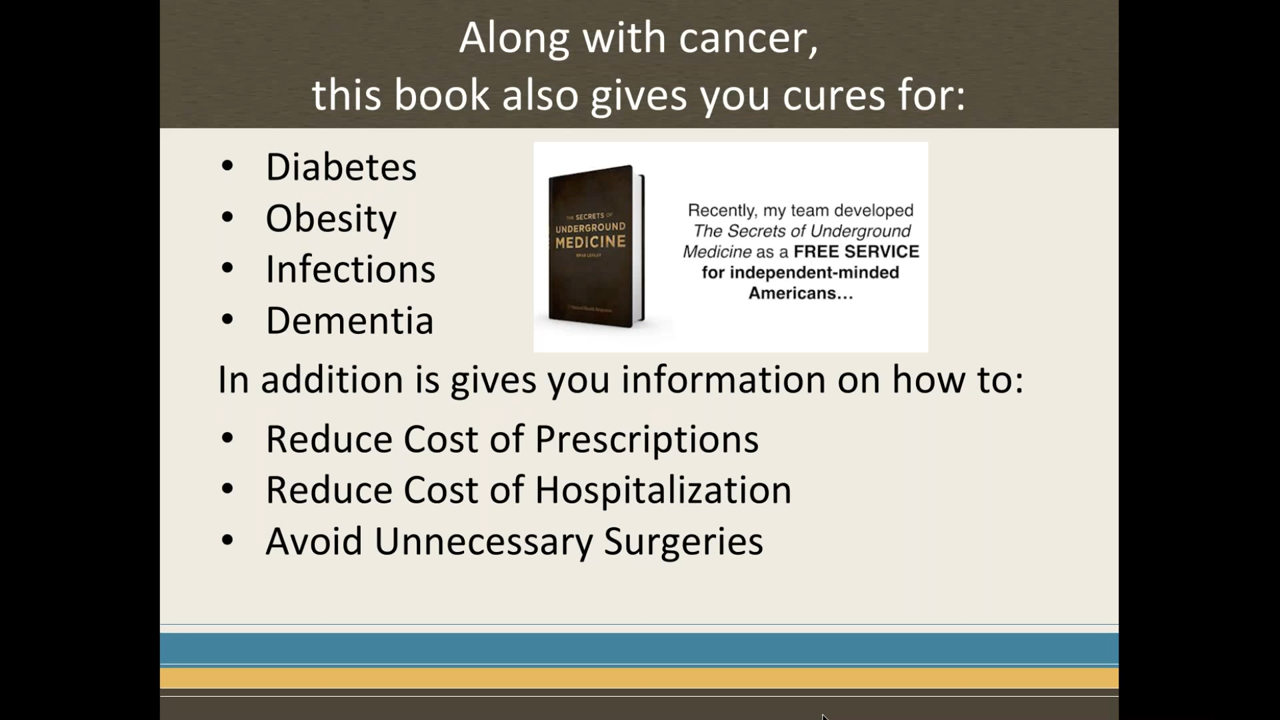 Along with cancer,
this book also gives you cures for:
• Diabetes
• Obesity
• Infections
• Dementia
THE SECRETS OF
UNDERGROUND
MEDICINE
Recently, my team developed
The Secrets of Underground
Medicine as a FREE SERVICE
for independent-minded
Americans...
In addition is gives you information on how to:
• Reduce Cost of Prescriptions
• Reduce Cost of Hospitalization
• Avoid Unnecessary Surgeries